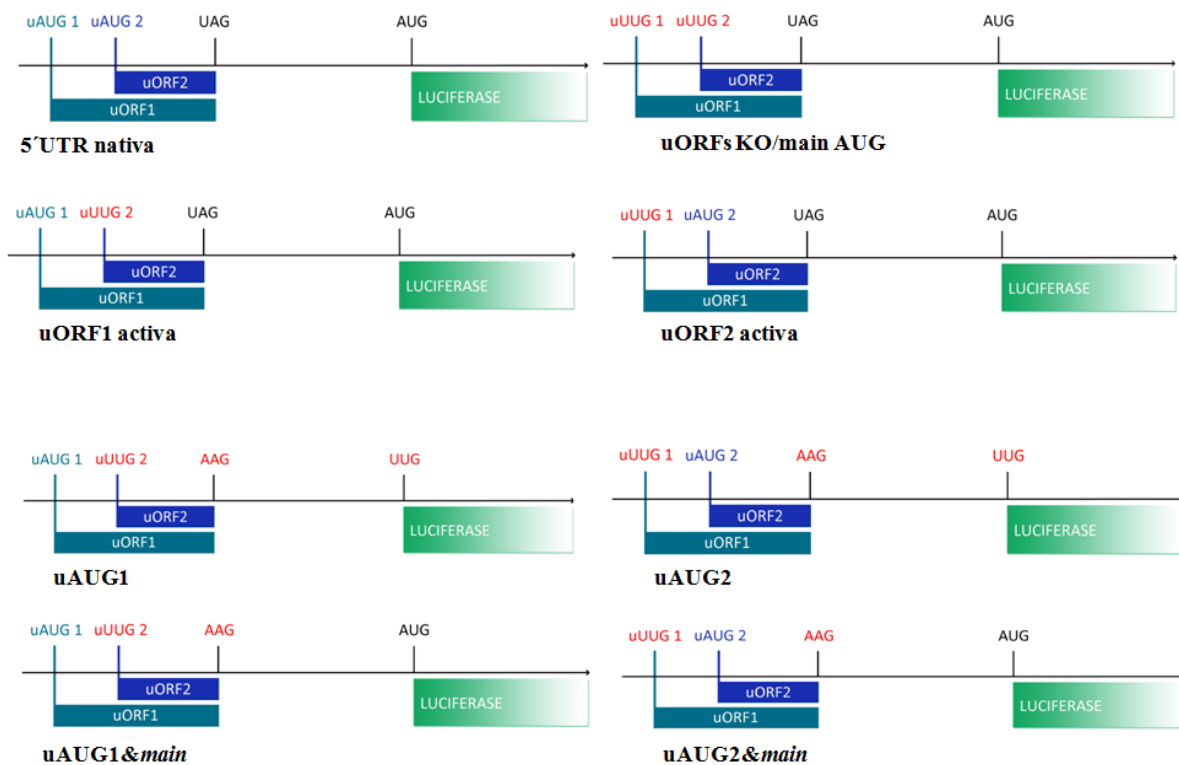 uAUG 1 uAUG 2 UAG AUG
uORF2
LUCIFERASE
uORF1
5´UTR nativa
uUUG 1 uUUG 2 UAG AUG
uORF2
LUCIFERASE
uORF1
uORFs KO/main AUG
uAUG 1 uUUG 2 UAG AUG
uORF2
LUCIFERASE
uORF1
uORF1 activa
uUUG 1 uAUG 2 UAG AUG
uORF2
LUCIFERASE
uORF1
uORF2 activa
uAUG 1 uUUG 2 AAG UUG
uORF2
LUCIFERASE
uORF1
uAUG1
uUUG 1 uAUG 2 AAG UUG
uORF2
LUCIFERASE
uORF1
uAUG2
uAUG 1 uUUG 2 AAG AUG
uORF2
LUCIFERASE
uORF1
uAUG1&main
uUUG 1 uAUG 2 AAG AUG
uORF2
LUCIFERASE
uORF1
uAUG2&main